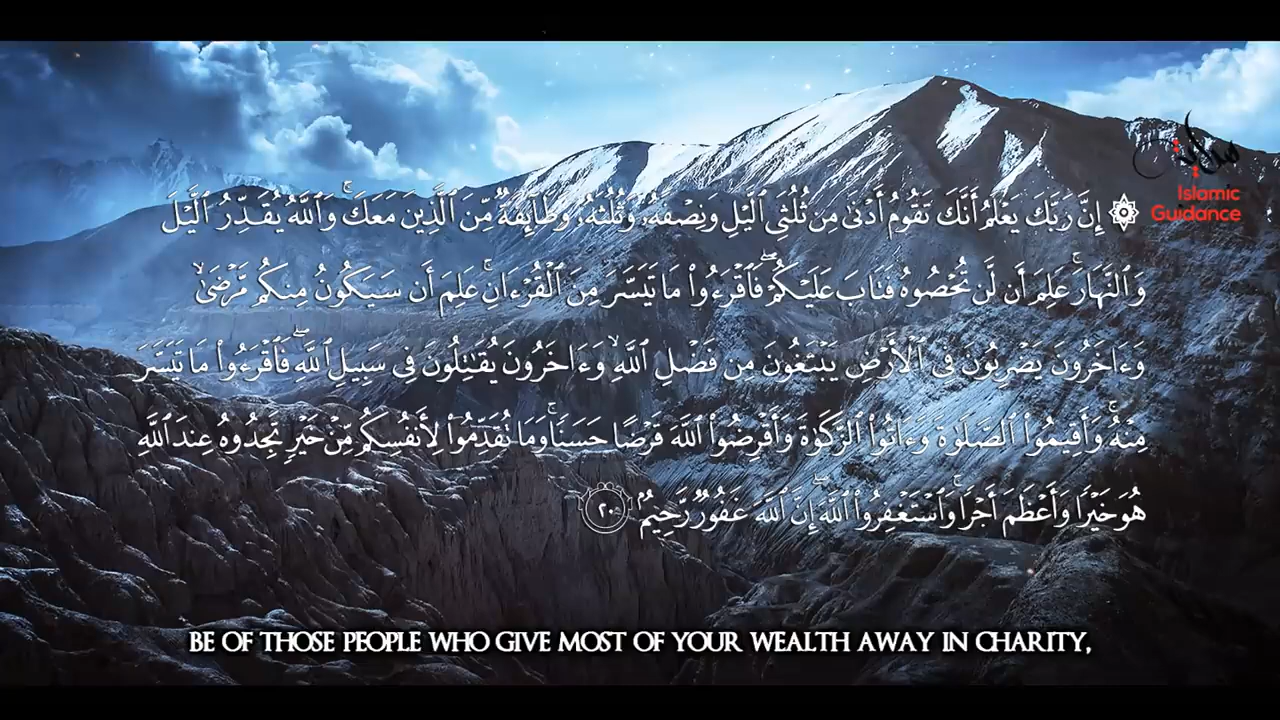 هداية
Islamic
Guidance
۞ إِنَّ رَبَّكَ يَعْلَمُ أَنَّكَ تَقُومُ أَدْنَىٰ مِن ثُلُثَيِ ٱلَّيْلِ وَنِصْفَهُۥ وَثُلُثَهُۥ وَطَآئِفَةٌ مِّنَ ٱلَّذِينَ مَعَكَ ۚ وَٱللَّهُ يُقَدِّرُ ٱلَّيْلَ
وَٱلنَّهَارَ ۚ عَلِمَ أَن لَّن تُحْصُوهُ فَتَابَ عَلَيْكُمْ ۖ فَٱقْرَءُوا۟ مَا تَيَسَّرَ مِنَ ٱلْقُرْءَانِ ۚ عَلِمَ أَن سَيَكُونُ مِنكُم مَّرْضَىٰ ۙ
وَءَاخَرُونَ يَضْرِبُونَ فِى ٱلْأَرْضِ يَبْتَغُونَ مِن فَضْلِ ٱللَّهِ ۙ وَءَاخَرُونَ يُقَٰتِلُونَ فِى سَبِيلِ ٱللَّهِ ۖ فَٱقْرَءُوا۟ مَا تَيَسَّرَ
مِنْهُ ۚ وَأَقِيمُوا۟ ٱلصَّلَوٰةَ وَءَاتُوا۟ ٱلزَّكَوٰةَ وَأَقْرِضُوا۟ ٱللَّهَ قَرْضًا حَسَنًا ۚ وَمَا تُقَدِّمُوا۟ لِأَنفُسِكُم مِّنْ خَيْرٍ تَجِدُوهُ عِندَ ٱللَّهِ
هُوَ خَيْرًا وَأَعْظَمَ أَجْرًا ۚ وَٱسْتَغْفِرُوا۟ ٱللَّهَ ۖ إِنَّ ٱللَّهَ غَفُورٌ رَّحِيمٌۢ ٢٠
BE OF THOSE PEOPLE WHO GIVE MOST OF YOUR WEALTH AWAY IN CHARITY,